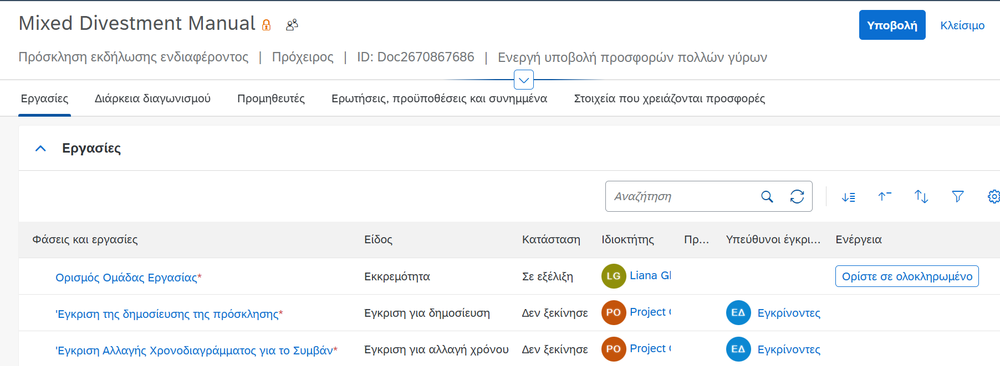 Mixed Divestment Manual
Υποβολή
Κλείσιμο
Πρόσκληση εκδήλωσης ενδιαφέροντος | Πρόχειρος | ID: Doc2670867686 | Ενεργή υποβολή προσφορών πολλών γύρων
Εργασίες Διάρκεια διαγωνισμού Προμηθευτές Ερωτήσεις, προϋποθέσεις και συνημμένα Στοιχεία που χρειάζονται προσφορές
Εργασίες
Αναζήτηση
Φάσεις και εργασίες Είδος Κατάσταση Ιδιοκτήτης Πρ... Υπεύθυνοι έγκρι... Ενέργεια
Ορισμός Ομάδας Εργασίας* Εκκρεμότητα Σε εξέλιξη LG Liana Gl Ορίστε σε ολοκληρωμένο
'Εγκριση της δημοσίευσης της πρόσκλησης* Έγκριση για δημοσίευση Δεν ξεκίνησε PO Project ΕΔ Εγκρίνοντες
'Εγκριση Αλλαγής Χρονοδιαγράμματος για το Συμβάν* Έγκριση για αλλαγή χρόνου Δεν ξεκίνησε PO Project ΕΔ Εγκρίνοντες